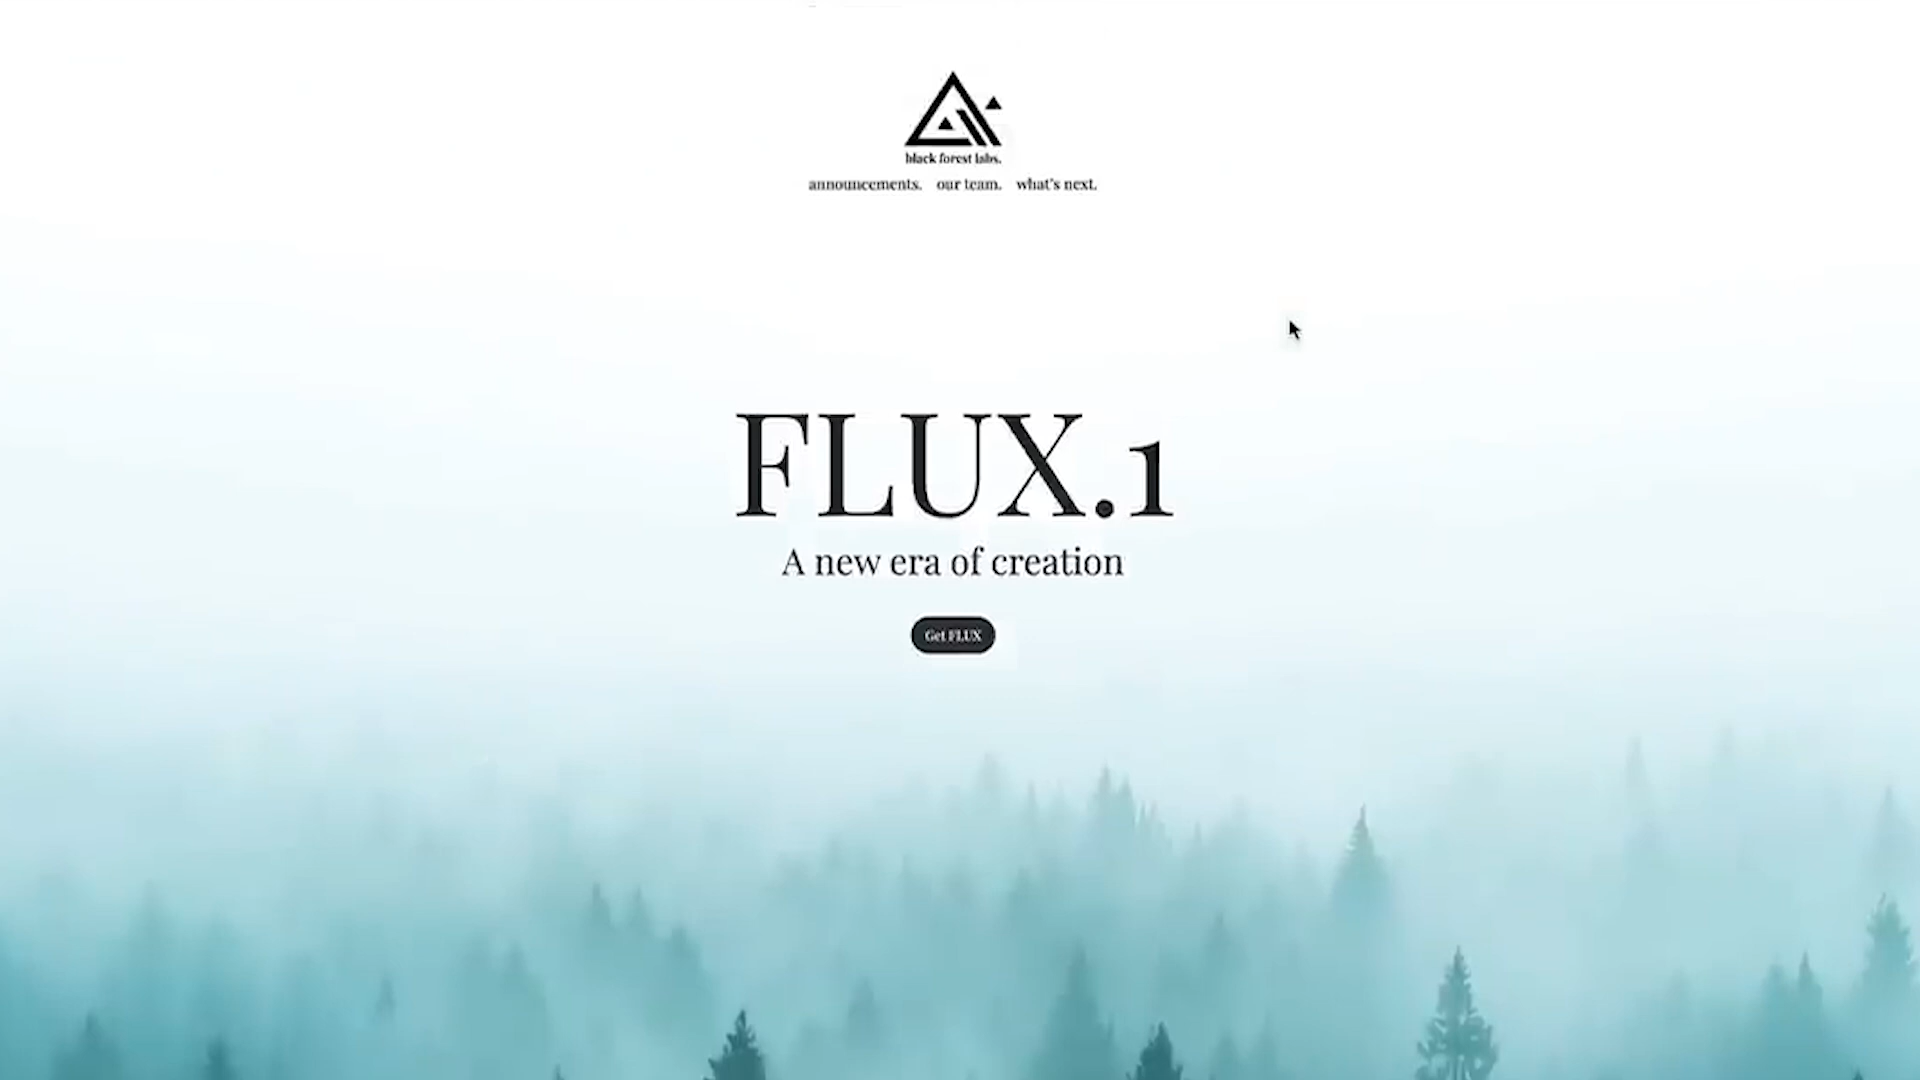 black forest labs.
announcements. our team. what's next.
FLUX.1
A new era of creation
Get FLUX